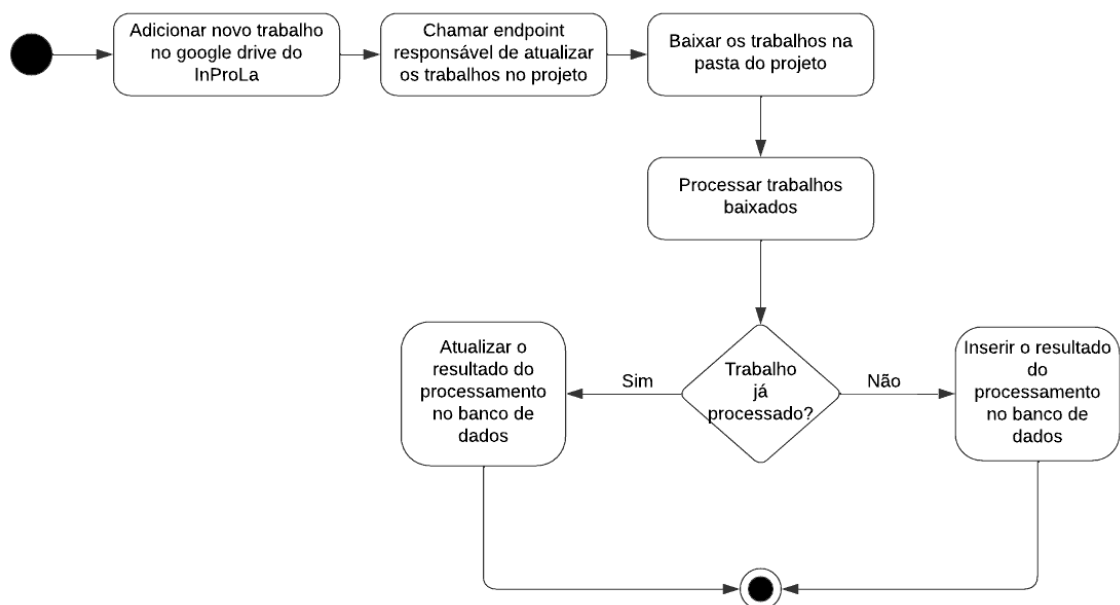 Adicionar novo trabalho
no google drive do
InProLa
Chamar endpoint
responsável de atualizar
os trabalhos no projeto
Baixar os trabalhos na
pasta do projeto
Processar trabalhos
baixados
Atualizar o
resultado do
processamento
no banco de
dados
Sim
Trabalho
já
processado?
Não
Inserir o resultado
do
processamento
no banco de
dados